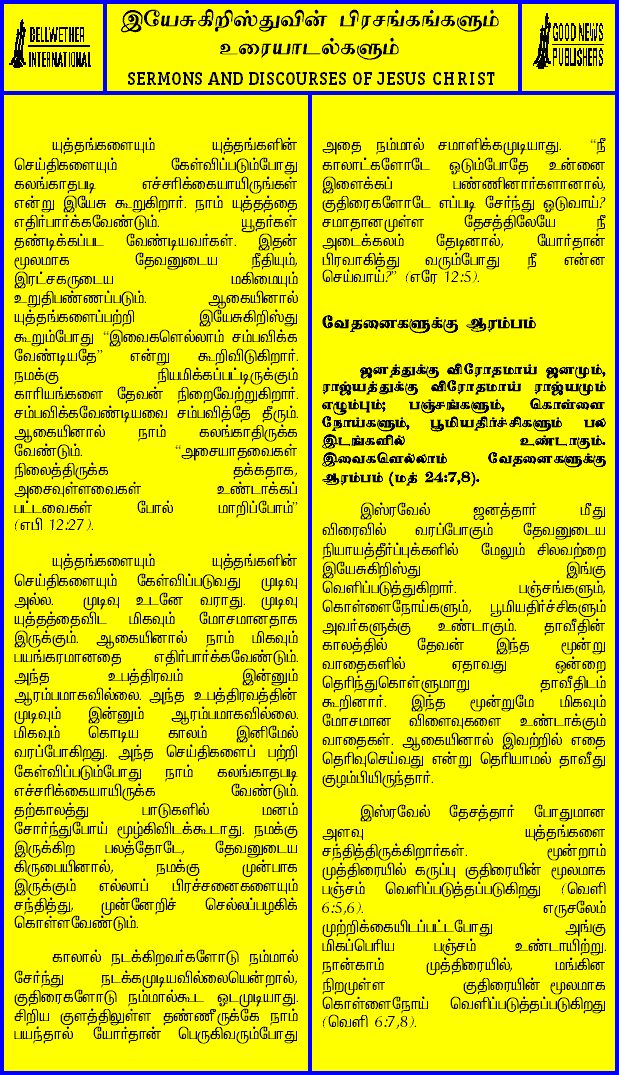 BELLWETHER
INTERNATIONAL
இயேசுகிறிஸ்துவின் பிரசங்கங்களும்
உரையாடல்களும்
SERMONS AND DISCOURSES OF JESUS CHRIST
GOOD NEWS
PUBLISHERS
யுத்தங்களையும் யுத்தங்களின்
செய்திகளையும் கேள்விப்படும்போது
கலங்காதபடி எச்சரிக்கையாயிருங்கள்
என்று இயேசு கூறுகிறார். நாம் யுத்தத்தை
எதிர்பார்க்கவேண்டும். யூதர்கள்
தண்டிக்கப்பட வேண்டியவர்கள். இதன்
மூலமாக தேவனுடைய நீதியும்,
இரட்சகருடைய மகிமையும்
உறுதிபண்ணப்படும். ஆகையினால்
யுத்தங்களைப்பற்றி இயேசுகிறிஸ்து
கூறும்போது "இவைகளெல்லாம் சம்பவிக்க
வேண்டியதே" என்று கூறிவிடுகிறார்.
நமக்கு நியமிக்கப்பட்டிருக்கும்
காரியங்களை தேவன் நிறைவேற்றுகிறார்.
சம்பவிக்கவேண்டியவை சம்பவித்தே தீரும்.
ஆகையினால் நாம் கலங்காதிருக்க
வேண்டும். "அசையாதவைகள்
நிலைத்திருக்க தக்கதாக,
அசைவுள்ளவைகள் உண்டாக்கப்
பட்டவைகள் போல் மாறிப்போம்"
(எபி 12:27).
யுத்தங்களையும் யுத்தங்களின்
செய்திகளையும் கேள்விப்படுவது முடிவு
அல்ல. முடிவு உடனே வராது. முடிவு
யுத்தத்தைவிட மிகவும் மோசமானதாக
இருக்கும். ஆகையினால் நாம் மிகவும்
பயங்கரமானதை எதிர்பார்க்கவேண்டும்.
அந்த உபத்திரவம் இன்னும்
ஆரம்பமாகவில்லை. அந்த உபத்திரவத்தின்
முடிவும் இன்னும் ஆரம்பமாகவில்லை.
மிகவும் கொடிய காலம் இனிமேல்
வரப்போகிறது. அந்த செய்திகளைப் பற்றி
கேள்விப்படும்போது நாம் கலங்காதபடி
எச்சரிக்கையாயிருக்க வேண்டும்.
தற்காலத்து பாடுகளில் மனம்
சோர்ந்துபோய் மூழ்கிவிடக்கூடாது. நமக்கு
இருக்கிற பலத்தோடே, தேவனுடைய
கிருபையினால், நமக்கு முன்பாக
இருக்கும் எல்லாப் பிரச்சனைகளையும்
சந்தித்து, முன்னேறிச் செல்லப்பழகிக்
கொள்ளவேண்டும்.
காலால் நடக்கிறவர்களோடு நம்மால்
சேர்ந்து நடக்கமுடியவில்லையென்றால்,
குதிரைகளோடு நம்மால்கூட ஓடமுடியாது.
சிறிய குளத்திலுள்ள தண்ணீருக்கே நாம்
பயந்தால் யோர்தான் பெருகிவரும்போது
அதை நம்மால் சமாளிக்கமுடியாது. "நீ
காலாட்களோடே ஓடும்போதே உன்னை
இளைக்கப் பண்ணினார்களானால்,
குதிரைகளோடே எப்படி சேர்ந்து ஓடுவாய்?
சமாதானமுள்ள தேசத்திலேயே நீ
அடைக்கலம் தேடினால், யோர்தான்
பிரவாகித்து வரும்போது நீ என்ன
செய்வாய்?" (எரே 12:5).
வேதனைகளுக்கு ஆரம்பம்
ஜனத்துக்கு விரோதமாய் ஜனமும்,
ராஜ்யத்துக்கு விரோதமாய் ராஜ்யமும்
எழும்பும்; பஞ்சங்களும், கொள்ளை
நோய்களும், பூமியதிர்ச்சிகளும் பல
இடங்களில் உண்டாகும்.
இவைகளெல்லாம் வேதனைகளுக்கு
ஆரம்பம் (மத் 24:7,8).
இஸ்ரவேல் ஜனத்தார் மீது
விரைவில் வரப்போகும் தேவனுடைய
நியாயத்தீர்ப்புக்களில் மேலும் சிலவற்றை
இயேசுகிறிஸ்து இங்கு
வெளிப்படுத்துகிறார். பஞ்சங்களும்,
கொள்ளைநோய்களும், பூமியதிர்ச்சிகளும்
அவர்களுக்கு உண்டாகும். தாவீதின்
காலத்தில் தேவன் இந்த மூன்று
வாதைகளில் ஏதாவது ஒன்றை
தெரிந்துகொள்ளுமாறு தாவீதிடம்
கூறினார். இந்த மூன்றுமே மிகவும்
மோசமான விளைவுகளை உண்டாக்கும்
வாதைகள். ஆகையினால் இவற்றில் எதை
தெரிவுசெய்வது என்று தெரியாமல் தாவீது
குழம்பியிருந்தார்.
இஸ்ரவேல் தேசத்தார் போதுமான
அளவு யுத்தங்களை
சந்தித்திருக்கிறார்கள். மூன்றாம்
முத்திரையில் கருப்பு குதிரையின் மூலமாக
பஞ்சம் வெளிப்படுத்தப்படுகிறது (வெளி
6:5,6). எருசலேம்
முற்றிக்கையிடப்பட்டபோது அங்கு
மிகப்பெரிய பஞ்சம் உண்டாயிற்று.
நான்காம் முத்திரையில், மங்கின
நிறமுள்ள குதிரையின் மூலமாக
கொள்ளைநோய் வெளிப்படுத்தப்படுகிறது
(வெளி 6:7,8).